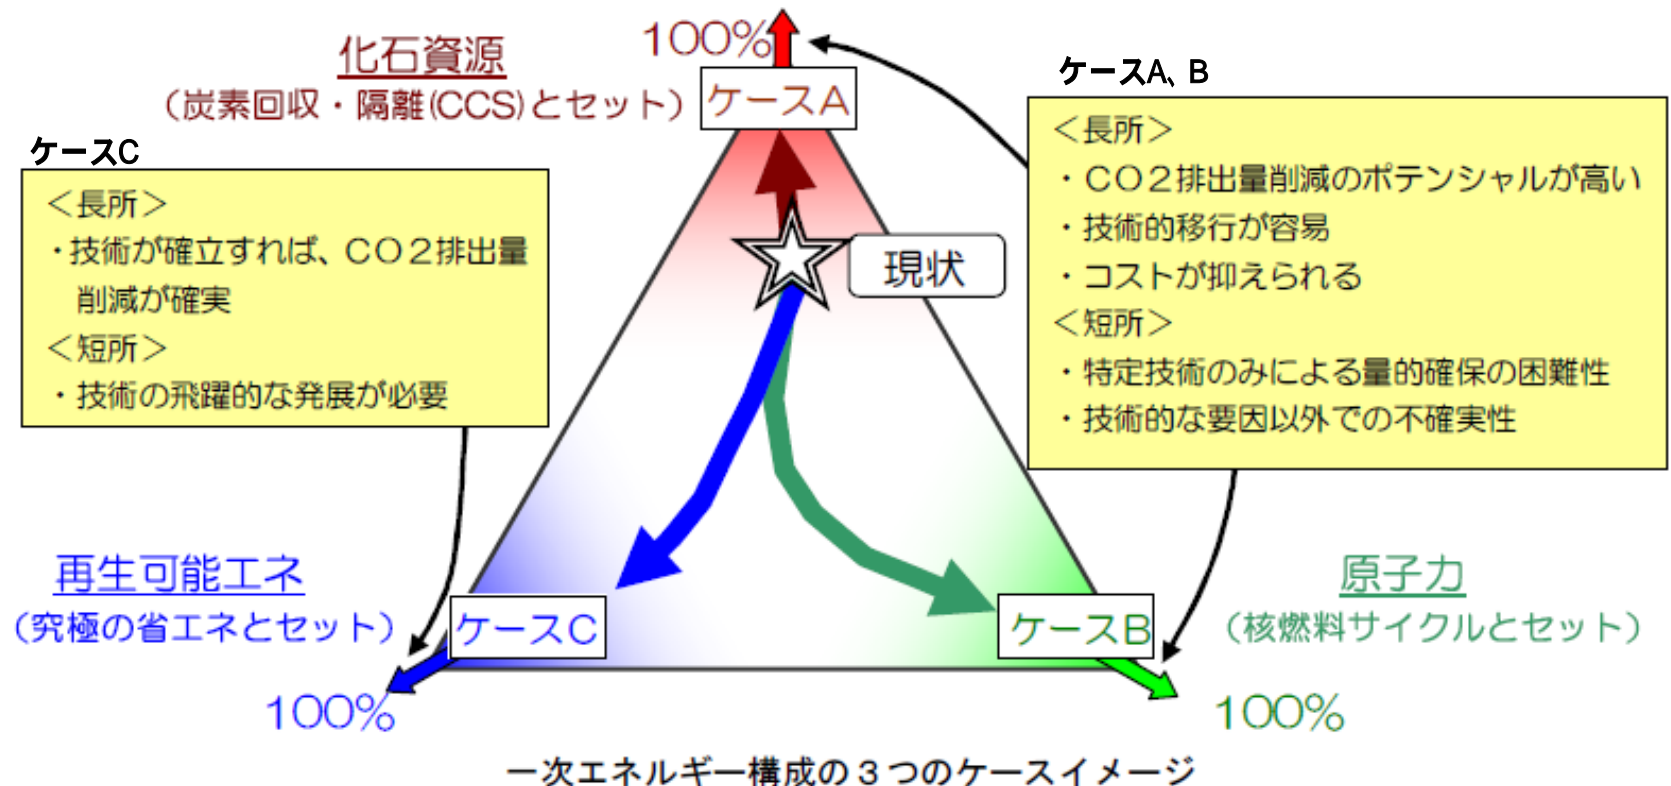 100%
化石資源
（炭素回収・隔離(CCS)とセット）
ケースA
ケースA、B
＜長所＞
・ＣＯ２排出量削減のポテンシャルが高い
・技術的移行が容易
・コストが抑えられる
＜短所＞
・特定技術のみによる量的確保の困難性
・技術的な要因以外での不確実性
ケースC
＜長所＞
・技術が確立すれば、ＣＯ２排出量
削減が確実
＜短所＞
・技術の飛躍的な発展が必要
現状
再生可能エネ
（究極の省エネとセット）
ケースC
100%
ケースB
原子力
（核燃料サイクルとセット）
100%
一次エネルギー構成の３つのケースイメージ